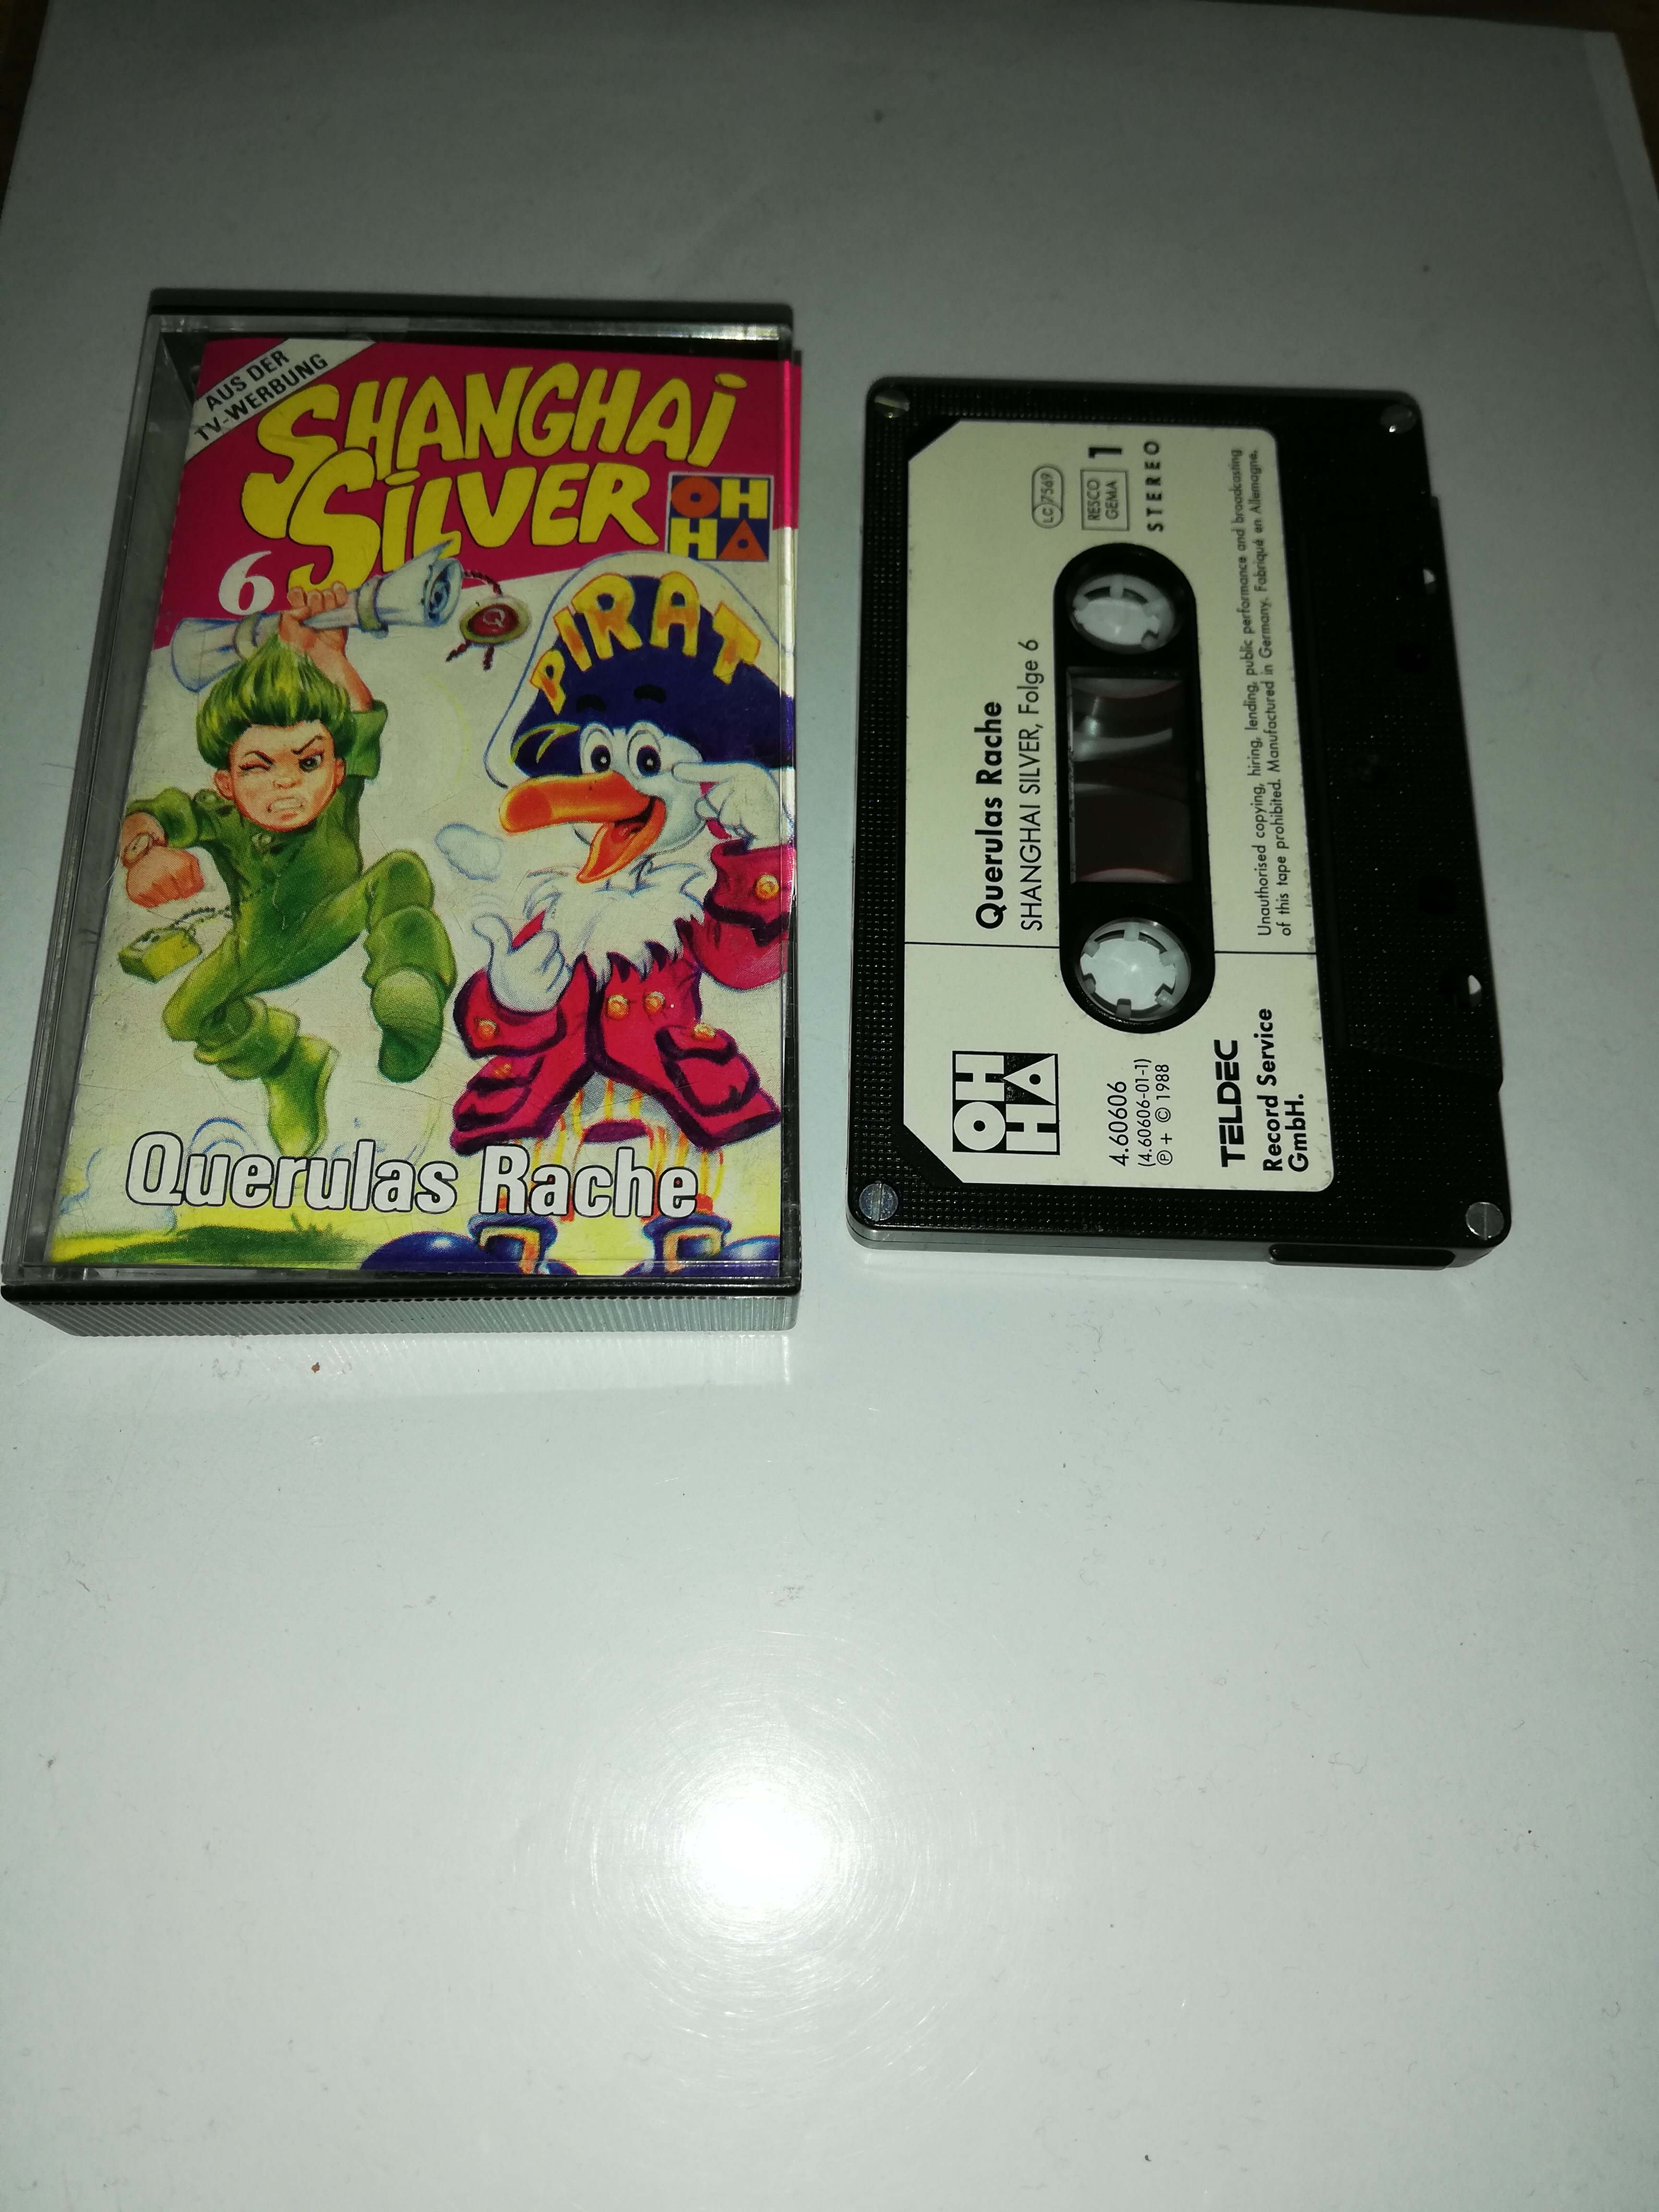 AUS DER
TV-WERBUNG
SHANGHAi
SiLVER
OH
HA
6
PiRAT
Q
Querulas Rache
Querulas Rache
SHANGHAI SILVER, Folge 6
LC 7569
RESCO
GEMA
1
STEREO
OH
HA
4.60606
(4.60606-01-1)
℗ + © 1988
TELDEC
Record Service
GmbH.
Unauthorised copying, hiring, lending, public performance and broadcasting
of this tape prohibited. Manufactured in Germany. Fabriqué en Allemagne.